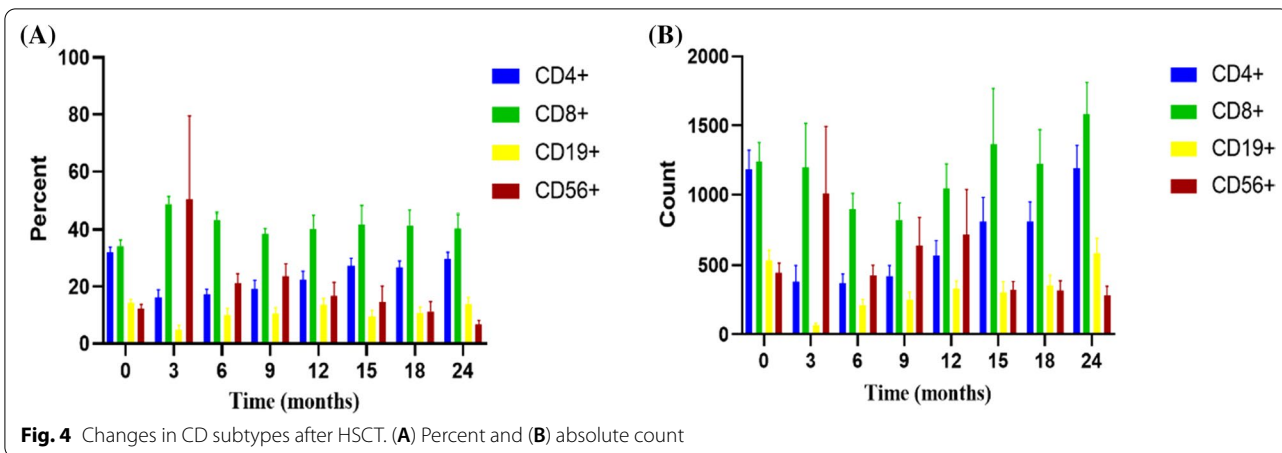 (A)
100
80
60
40
20
0
Percent
0 3 6 9 12 15 18 24
Time (months)
CD4+
CD8+
CD19+
CD56+
(B)
2000
1500
1000
500
0
Count
0 3 6 9 12 15 18 24
Time (months)
CD4+
CD8+
CD19+
CD56+
Fig. 4 Changes in CD subtypes after HSCT. (A) Percent and (B) absolute count